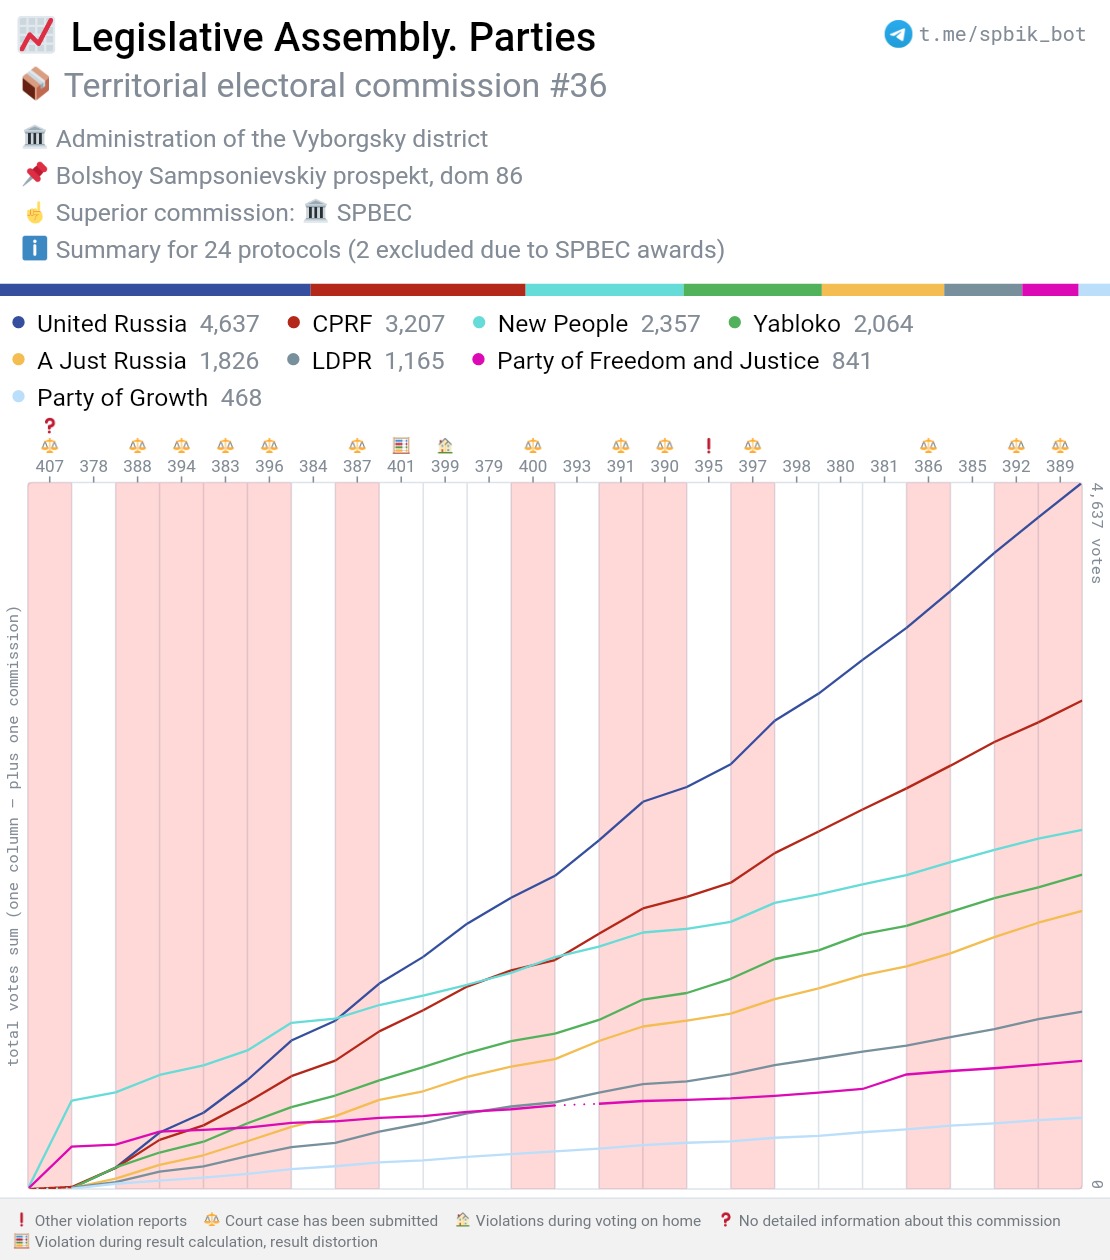 Legislative Assembly. Parties
t.me/spbik_bot
Territorial electoral commission #36
Administration of the Vyborgsky district
Bolshoy Sampsonievskiy prospekt, dom 86
Superior commission: SPBEC
Summary for 24 protocols (2 excluded due to SPBEC awards)
United Russia 4,637 CPRF 3,207 New People 2,357 Yabloko 2,064
A Just Russia 1,826 LDPR 1,165 Party of Freedom and Justice 841
Party of Growth 468
407 378 388 394 383 396 384 387 401 399 379 400 393 391 390 395 397 398 380 381 386 385 392 389
4,637 votes
total votes sum (one column – plus one commission)
0
Other violation reports Court case has been submitted Violations during voting on home No detailed information about this commission
Violation during result calculation, result distortion